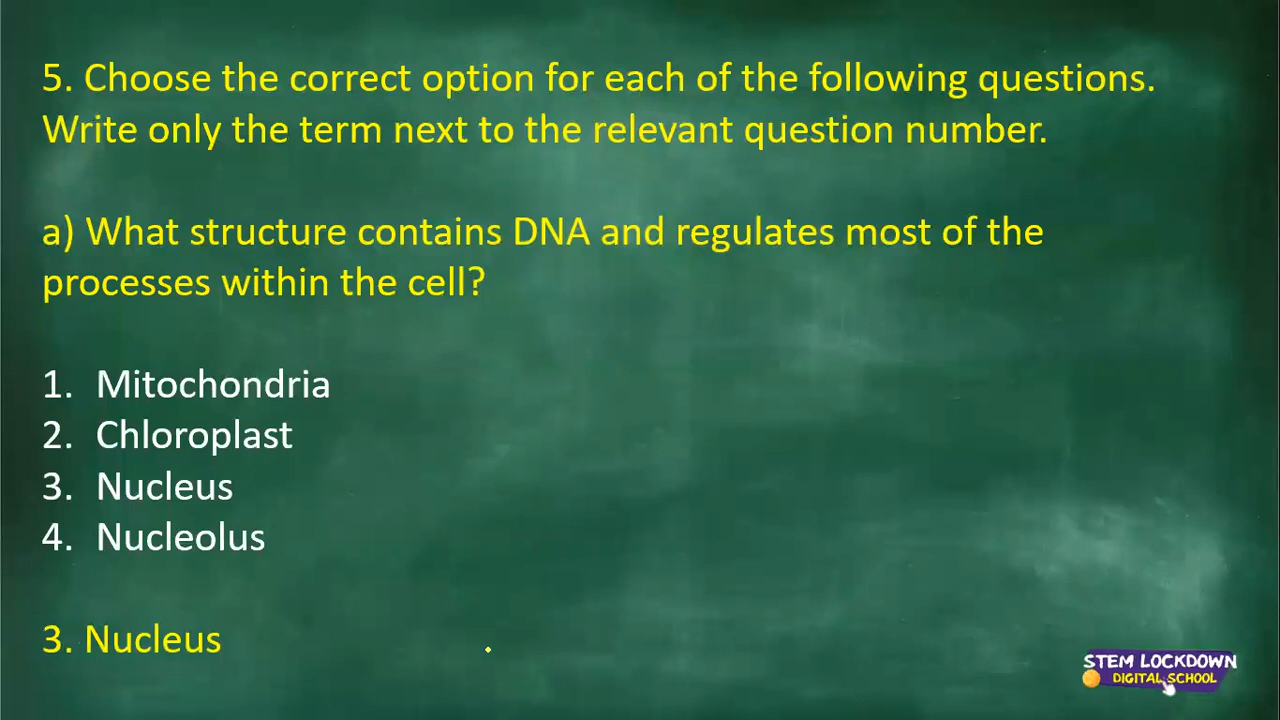 5. Choose the correct option for each of the following questions.
Write only the term next to the relevant question number.
a) What structure contains DNA and regulates most of the
processes within the cell?
1. Mitochondria
2. Chloroplast
3. Nucleus
4. Nucleolus
3. Nucleus
STEM LOCKDOWN
DIGITAL SCHOOL